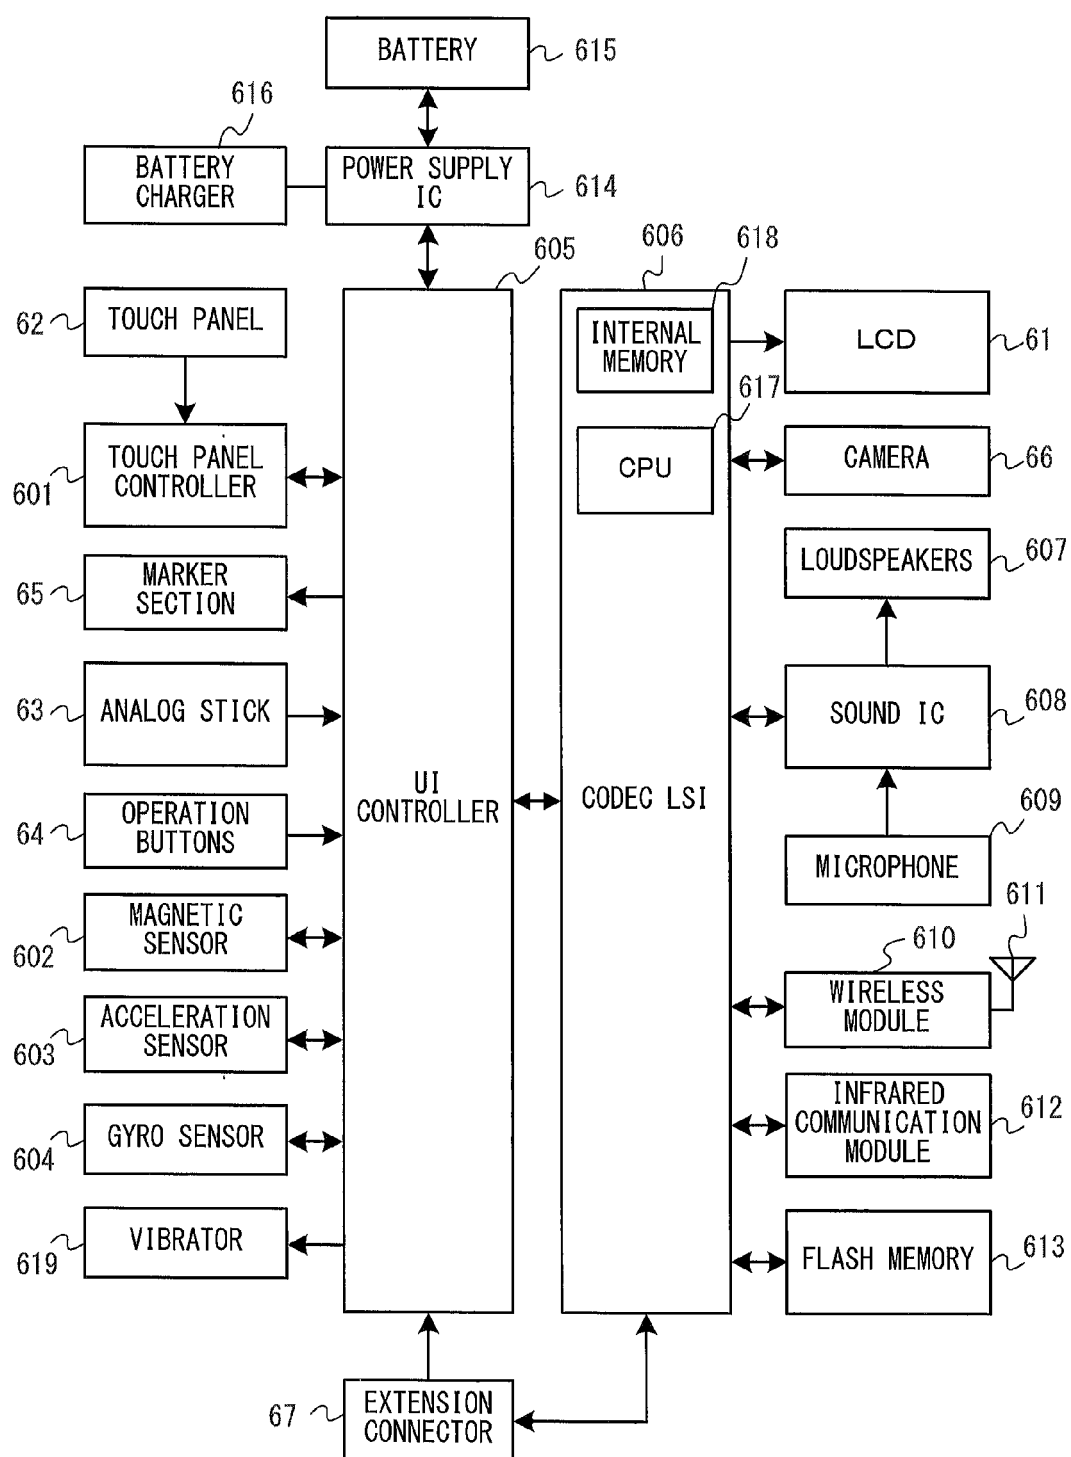 BATTERY
615
616
BATTERY
CHARGER
POWER SUPPLY
IC
614
605
606
618
62
TOUCH PANEL
INTERNAL
MEMORY
LCD
61
617
TOUCH PANEL
CONTROLLER
601
CPU
CAMERA
66
LOUDSPEAKERS
607
65
MARKER
SECTION
63
ANALOG STICK
SOUND IC
608
UI
CONTROLLER
CODEC LSI
64
OPERATION
BUTTONS
609
MICROPHONE
611
602
MAGNETIC
SENSOR
610
WIRELESS
MODULE
603
ACCELERATION
SENSOR
INFRARED
COMMUNICATION
MODULE
612
604
GYRO SENSOR
619
VIBRATOR
FLASH MEMORY
613
67
EXTENSION
CONNECTOR